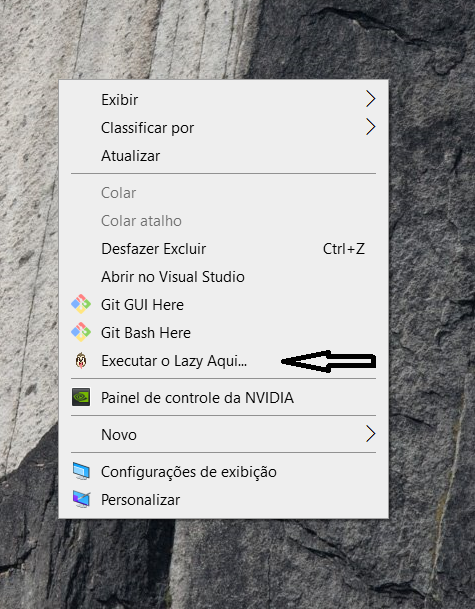 Exibir
Classificar por
Atualizar
Colar
Colar atalho
Desfazer Excluir Ctrl+Z
Abrir no Visual Studio
Git GUI Here
Git Bash Here
Executar o Lazy Aqui...
Painel de controle da NVIDIA
Novo
Configurações de exibição
Personalizar